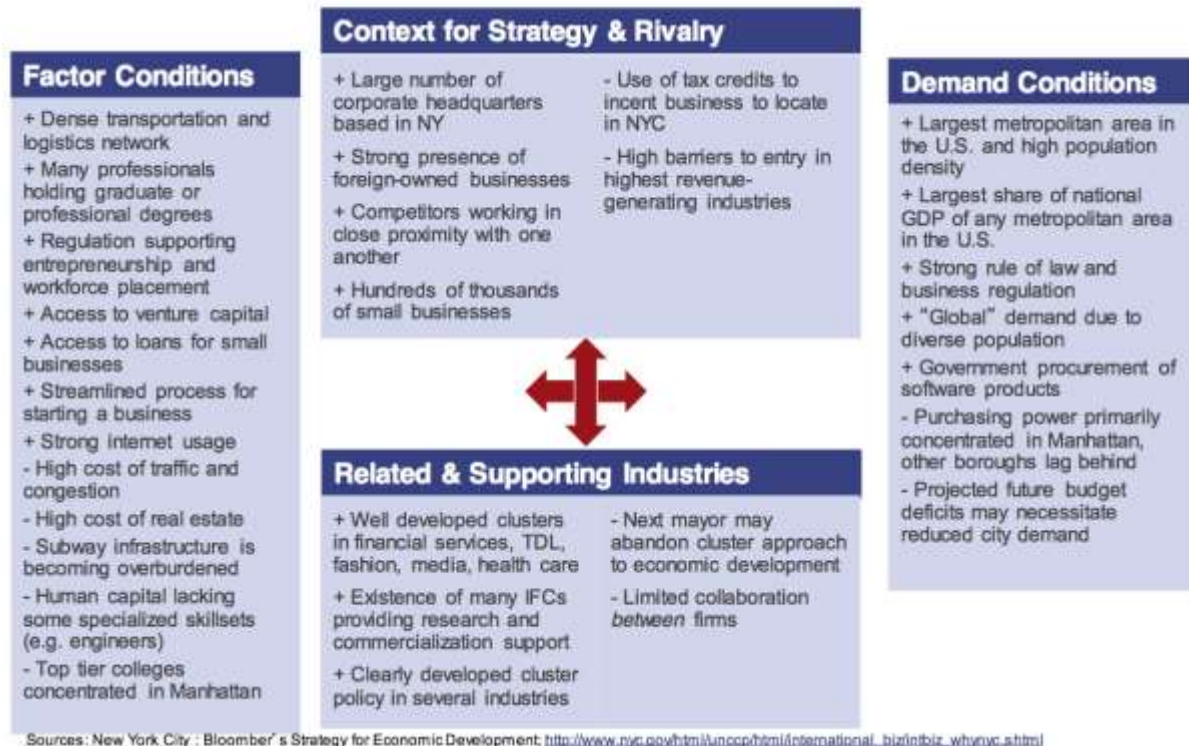 Context for Strategy & Rivalry
+ Large number of
corporate headquarters
based in NY
+ Strong presence of
foreign-owned businesses
+ Competitors working in
close proximity with one
another
+ Hundreds of thousands
of small businesses
- Use of tax credits to
incent business to locate
in NYC
- High barriers to entry in
highest revenue-
generating industries
Factor Conditions
+ Dense transportation and
logistics network
+ Many professionals
holding graduate or
professional degrees
+ Regulation supporting
entrepreneurship and
workforce placement
+ Access to venture capital
+ Access to loans for small
businesses
+ Streamlined process for
starting a business
+ Strong Internet usage
- High cost of traffic and
congestion
- High cost of real estate
- Subway infrastructure is
becoming overburdened
- Human capital lacking
some specialized skillsets
(e.g. engineers)
- Top tier colleges
concentrated in Manhattan
Demand Conditions
+ Largest metropolitan area in
the U.S. and high population
density
+ Largest share of national
GDP of any metropolitan area
in the U.S.
+ Strong rule of law and
business regulation
+ "Global" demand due to
diverse population
+ Government procurement of
software products
- Purchasing power primarily
concentrated in Manhattan,
other boroughs lag behind
- Projected future budget
deficits may necessitate
reduced city demand
Related & Supporting Industries
+ Well developed clusters
in financial services, TDL,
fashion, media, health care
+ Existence of many IFCs
providing research and
commercialization support
+ Clearly developed cluster
policy in several industries
- Next mayor may
abandon cluster approach
to economic development
- Limited collaboration
between firms
Sources: New York City : Bloomber's Strategy for Economic Development; http://www.nyc.gov/html/unccp/html/international_biz/intbiz_whynyc.shtml